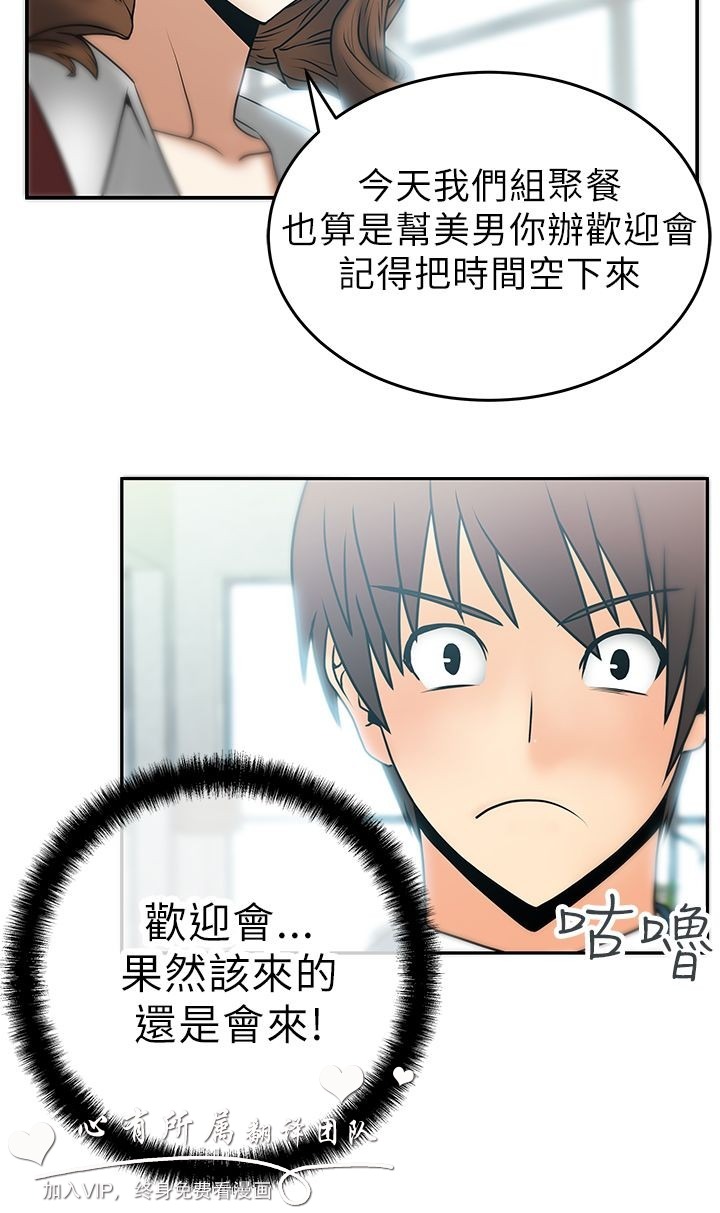 今天我們組聚餐
也算是幫美男你辦歡迎會
記得把時間空下來
咕嚕
歡迎會...
果然該來的
還是會來!
心有所属翻译团队
加入VIP，终身免费看漫画